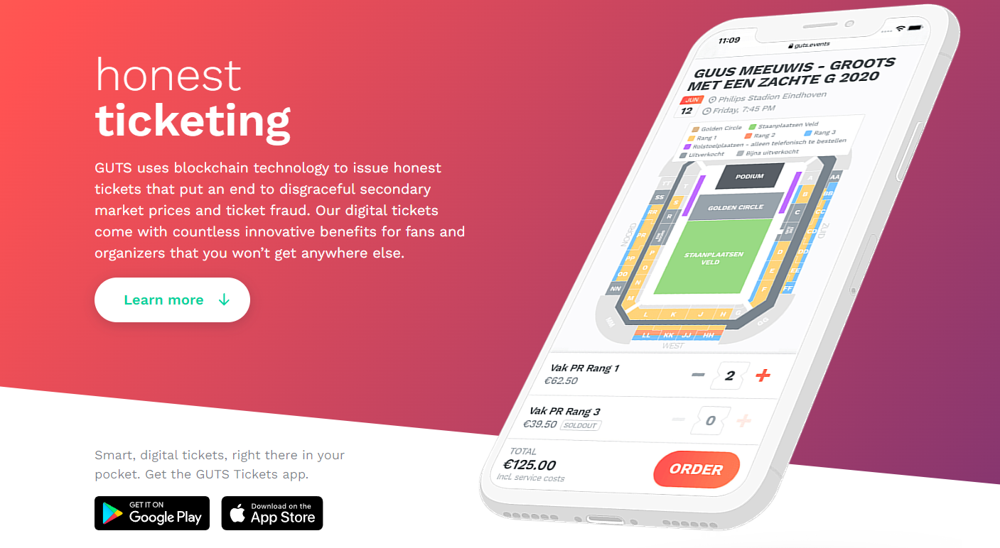 honest
ticketing
GUTS uses blockchain technology to issue honest
tickets that put an end to disgraceful secondary
market prices and ticket fraud. Our digital tickets
come with countless innovative benefits for fans and
organizers that you won’t get anywhere else.
Learn more
Smart, digital tickets, right there in your
pocket. Get the GUTS Tickets app.
GET IT ON
Google Play
Download on the
App Store
11:09
guts.events
GUUS MEEUWIS - GROOTS
MET EEN ZACHTE G 2020
JUN
12
Philips Stadion Eindhoven
Friday, 7:45 PM
Golden Circle Staanplaatsen Veld
Rang 1 Rang 2 Rang 3
Rolstoelplaatsen - alleen telefonisch te bestellen
Uitverkocht Bijna uitverkocht
PODIUM
GOLDEN CIRCLE
STAANPLAATSEN
VELD
NOORD
ZUID
TT T A AA
SS S B BB
RR R C CC
PR CD
PP P D DD
OO O E EE
NN N F FF
M
L K J H G
MM GG
LL KK JJ HH
WEST
Vak PR Rang 1
€62.50
2
Vak PR Rang 3
€39.50 SOLDOUT
0
TOTAL
€125.00
Incl. service costs
ORDER